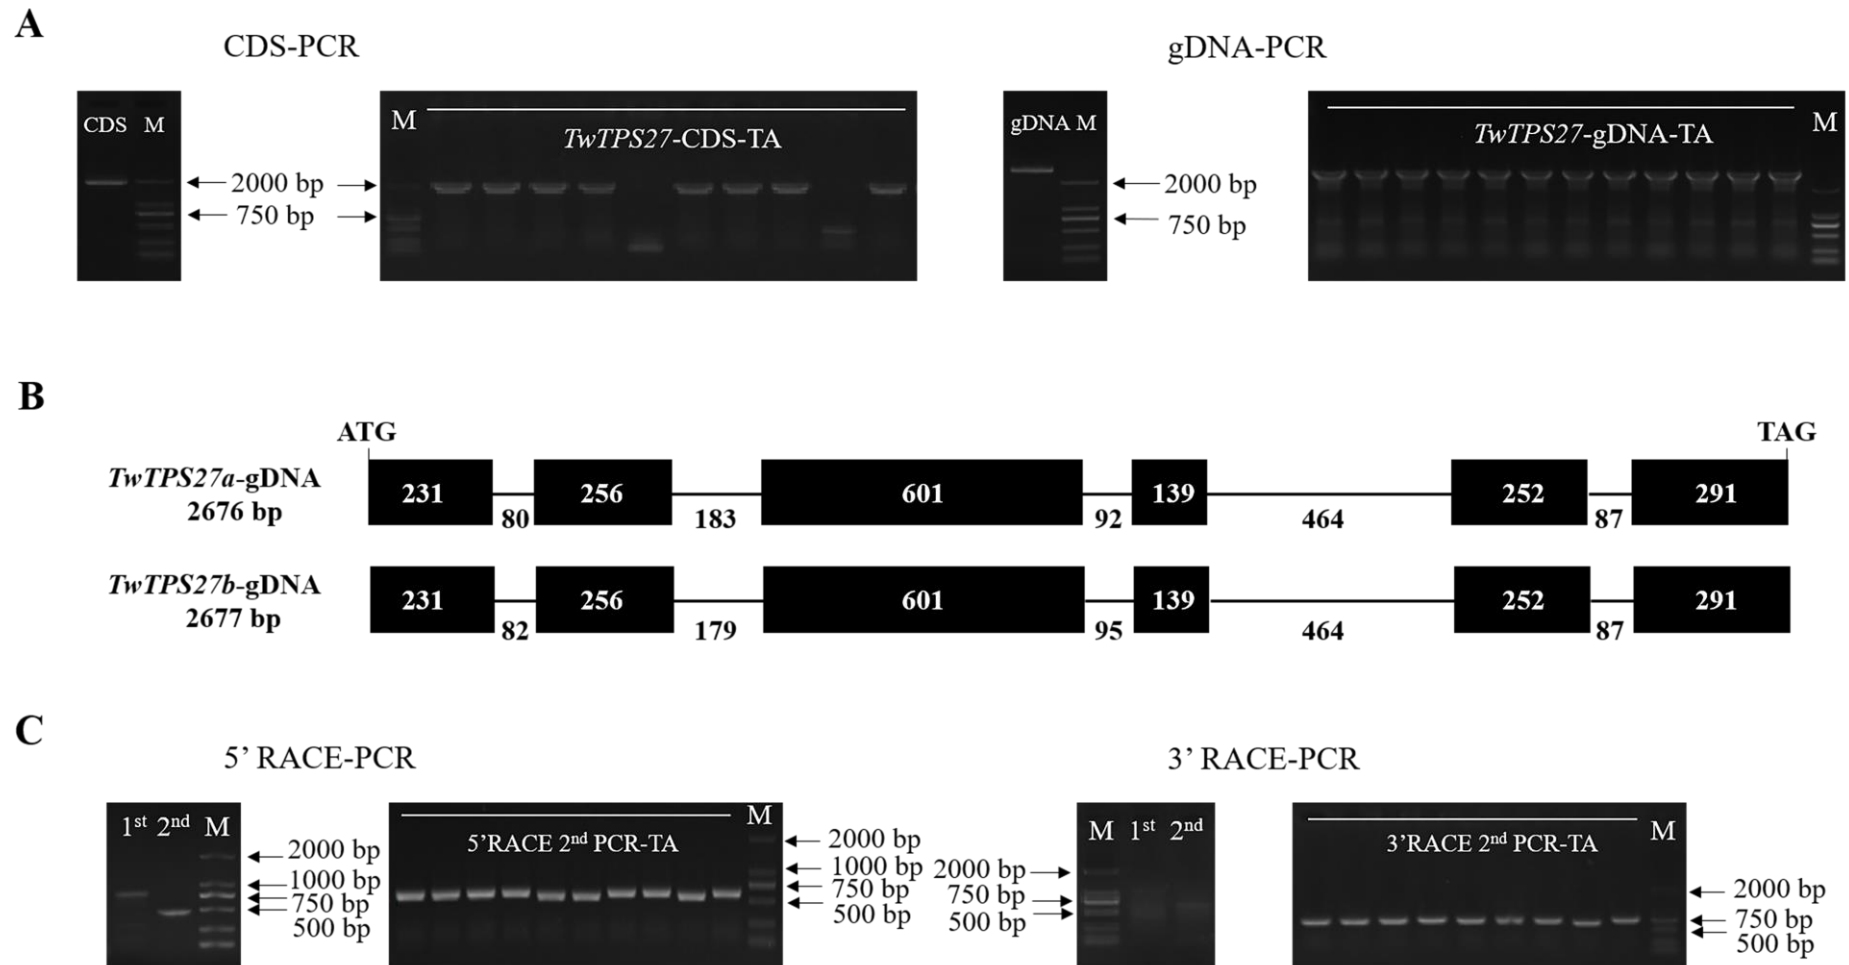 A
CDS-PCR
gDNA-PCR
CDS M
M
TwTPS27-CDS-TA
2000 bp
750 bp
gDNA M
TwTPS27-gDNA-TA
M
2000 bp
750 bp
B
ATG
TAG
TwTPS27a-gDNA
2676 bp
231 256 601 139 252 291
80 183 92 464 87
TwTPS27b-gDNA
2677 bp
231 256 601 139 252 291
82 179 95 464 87
C
5’ RACE-PCR
3’ RACE-PCR
1st 2nd M
2000 bp
1000 bp
750 bp
500 bp
5’RACE 2nd PCR-TA
M
2000 bp
1000 bp
750 bp
500 bp
M 1st 2nd
2000 bp
750 bp
500 bp
3’RACE 2nd PCR-TA
M
2000 bp
750 bp
500 bp